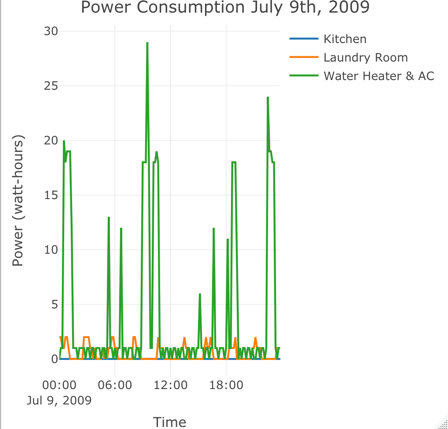 Power Consumption July 9th, 2009
Kitchen
Laundry Room
Water Heater & AC
Power (watt-hours)
30
25
20
15
10
5
0
00:00 06:00 12:00 18:00
Jul 9, 2009
Time